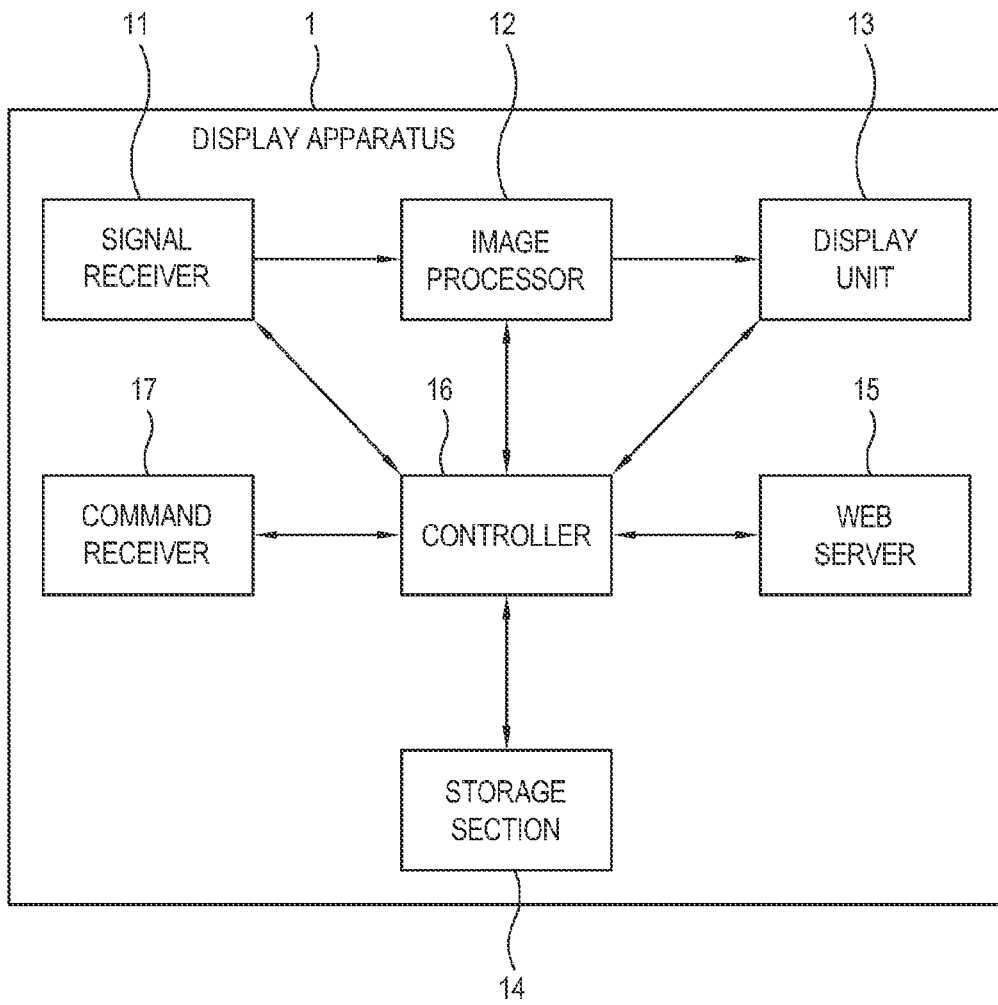 11
1
12
13
DISPLAY APPARATUS
SIGNAL
RECEIVER
IMAGE
PROCESSOR
DISPLAY
UNIT
17
16
15
COMMAND
RECEIVER
CONTROLLER
WEB
SERVER
STORAGE
SECTION
14